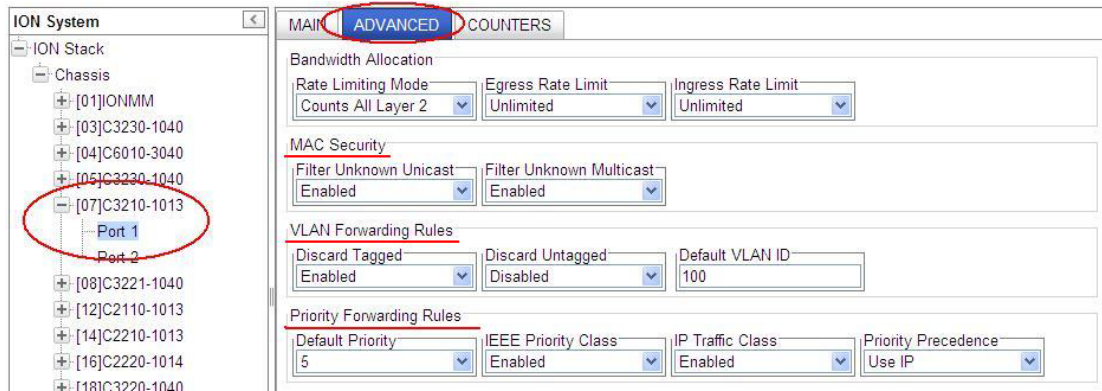 ION System
ION Stack
Chassis
[01]IONMM
[03]C3230-1040
[04]C6010-3040
[05]C3230-1040
[07]C3210-1013
Port 1
Port 2
[08]C3221-1040
[12]C2110-1013
[14]C2210-1013
[16]C2220-1014
[18]C3220-1040
MAIN ADVANCED COUNTERS
Bandwidth Allocation
Rate Limiting Mode Egress Rate Limit Ingress Rate Limit
Counts All Layer 2 Unlimited Unlimited
MAC Security
Filter Unknown Unicast Filter Unknown Multicast
Enabled Enabled
VLAN Forwarding Rules
Discard Tagged Discard Untagged Default VLAN ID
Enabled Disabled 100
Priority Forwarding Rules
Default Priority IEEE Priority Class IP Traffic Class Priority Precedence
5 Enabled Enabled Use IP